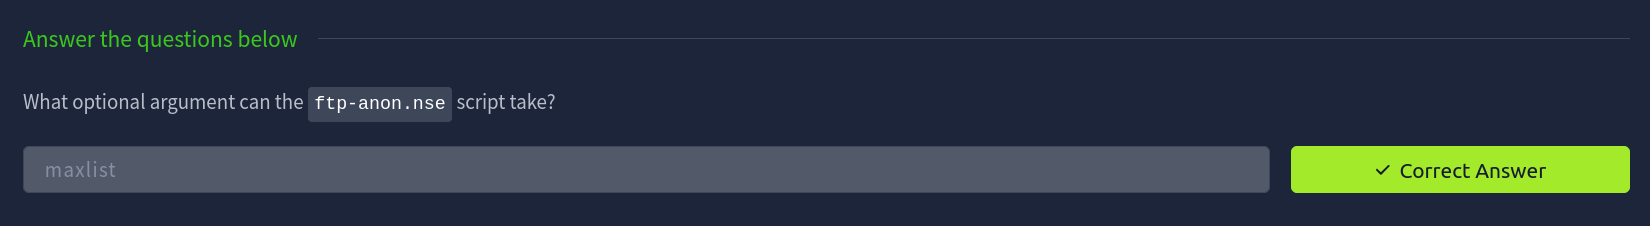 Answer the questions below
What optional argument can the ftp-anon.nse script take?
maxlist
✓ Correct Answer